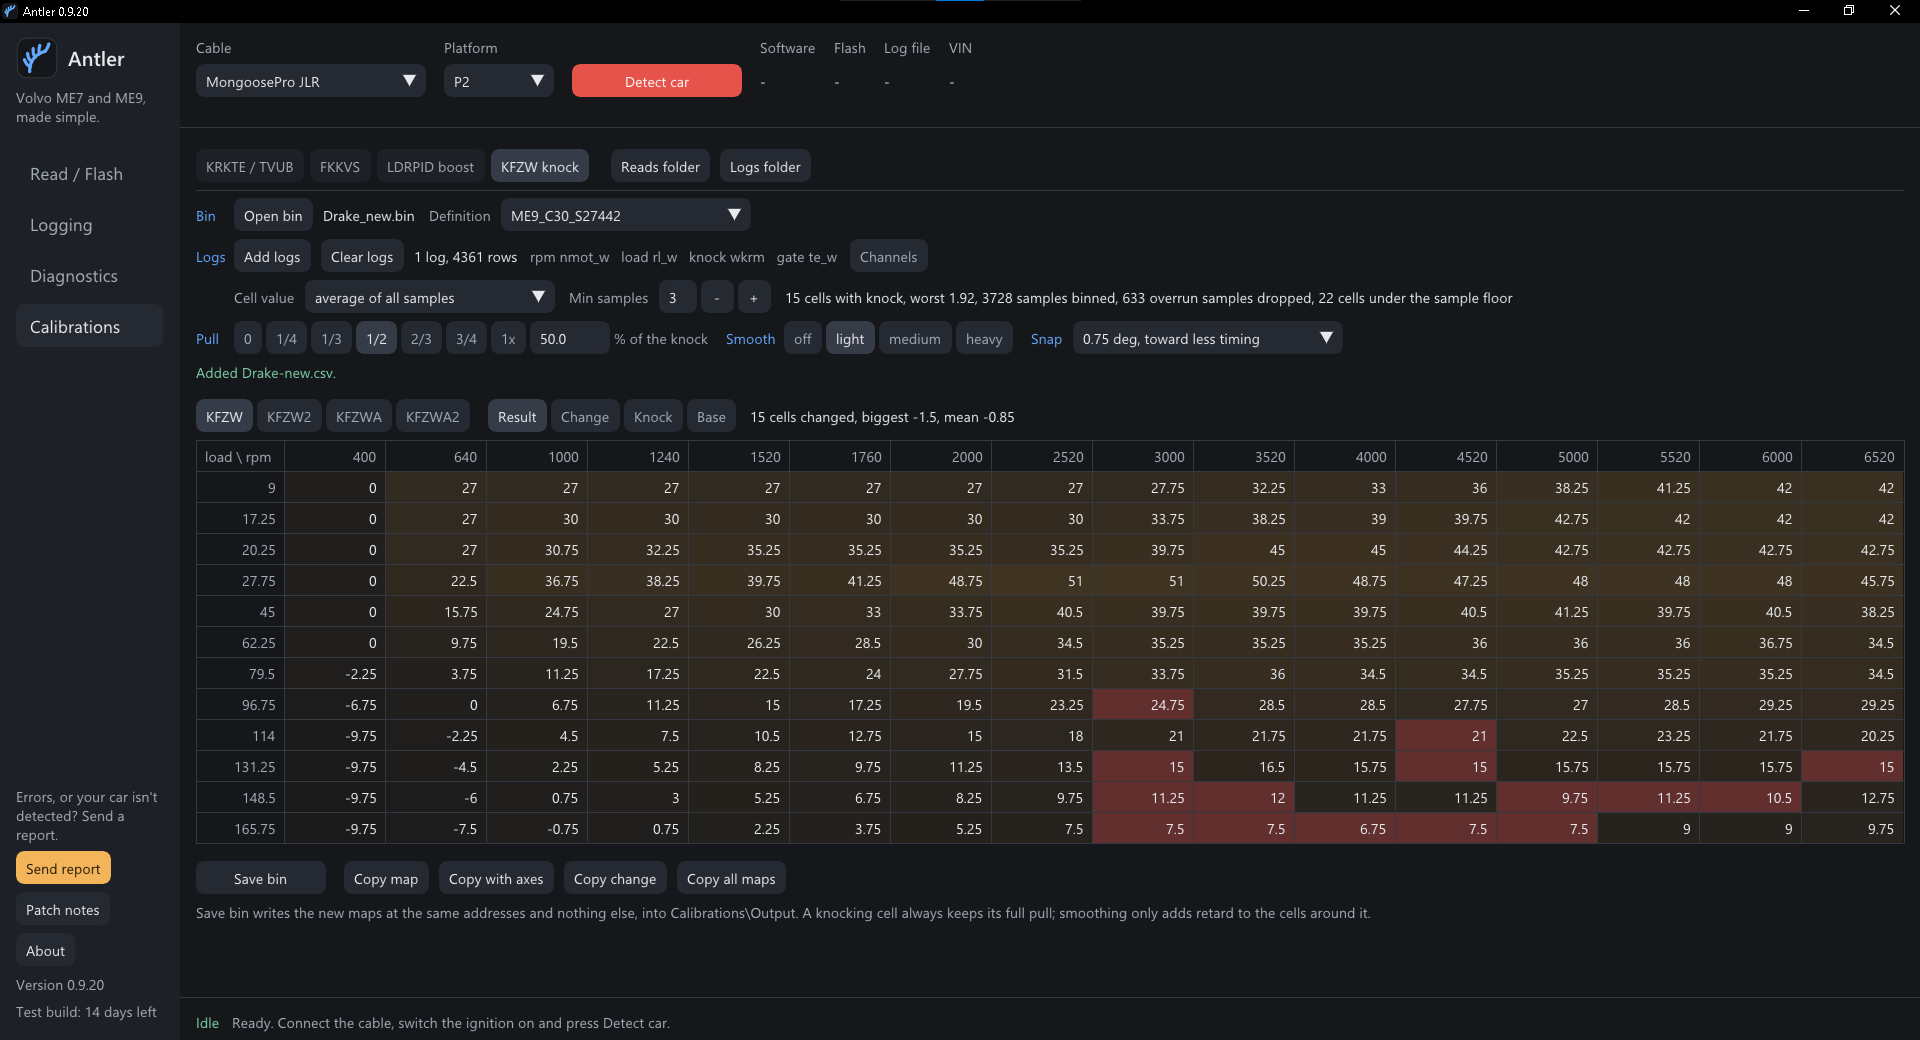 Antler 0.9.20
Antler
Volvo ME7 and ME9,
made simple.
Read / Flash
Logging
Diagnostics
Calibrations
Errors, or your car isn't
detected? Send a
report.
Send report
Patch notes
About
Version 0.9.20
Test build: 14 days left
Cable Platform Software Flash Log file VIN
MongoosePro JLR P2 Detect car - - - -
KRKTE / TVUB FKKVS LDRPID boost KFZW knock Reads folder Logs folder
Bin Open bin Drake_new.bin Definition ME9_C30_S27442
Logs Add logs Clear logs 1 log, 4361 rows rpm nmot_w load rl_w knock wkrm gate te_w Channels
Cell value average of all samples Min samples 3 - + 15 cells with knock, worst 1.92, 3728 samples binned, 633 overrun samples dropped, 22 cells under the sample floor
Pull 0 1/4 1/3 1/2 2/3 3/4 1x 50.0 % of the knock Smooth off light medium heavy Snap 0.75 deg, toward less timing
Added Drake-new.csv.
KFZW KFZW2 KFZWA KFZWA2 Result Change Knock Base 15 cells changed, biggest -1.5, mean -0.85
load \ rpm 400 640 1000 1240 1520 1760 2000 2520 3000 3520 4000 4520 5000 5520 6000 6520
9 0 27 27 27 27 27 27 27 27.75 32.25 33 36 38.25 41.25 42 42
17.25 0 27 30 30 30 30 30 30 33.75 38.25 39 39.75 42.75 42 42 42
20.25 0 27 30.75 32.25 35.25 35.25 35.25 35.25 39.75 45 45 44.25 42.75 42.75 42.75 42.75
27.75 0 22.5 36.75 38.25 39.75 41.25 48.75 51 51 50.25 48.75 47.25 48 48 48 45.75
45 0 15.75 24.75 27 30 33 33.75 40.5 39.75 39.75 39.75 40.5 41.25 39.75 40.5 38.25
62.25 0 9.75 19.5 22.5 26.25 28.5 30 34.5 35.25 35.25 35.25 36 36 36 36.75 34.5
79.5 -2.25 3.75 11.25 17.25 22.5 24 27.75 31.5 33.75 36 34.5 34.5 35.25 35.25 35.25 34.5
96.75 -6.75 0 6.75 11.25 15 17.25 19.5 23.25 24.75 28.5 28.5 27.75 27 28.5 29.25 29.25
114 -9.75 -2.25 4.5 7.5 10.5 12.75 15 18 21 21.75 21.75 21 22.5 23.25 21.75 20.25
131.25 -9.75 -4.5 2.25 5.25 8.25 9.75 11.25 13.5 15 16.5 15.75 15 15.75 15.75 15.75 15
148.5 -9.75 -6 0.75 3 5.25 6.75 8.25 9.75 11.25 12 11.25 11.25 9.75 11.25 10.5 12.75
165.75 -9.75 -7.5 -0.75 0.75 2.25 3.75 5.25 7.5 7.5 7.5 6.75 7.5 7.5 9 9 9.75
Save bin Copy map Copy with axes Copy change Copy all maps
Save bin writes the new maps at the same addresses and nothing else, into Calibrations\Output. A knocking cell always keeps its full pull; smoothing only adds retard to the cells around it.
Idle Ready. Connect the cable, switch the ignition on and press Detect car.